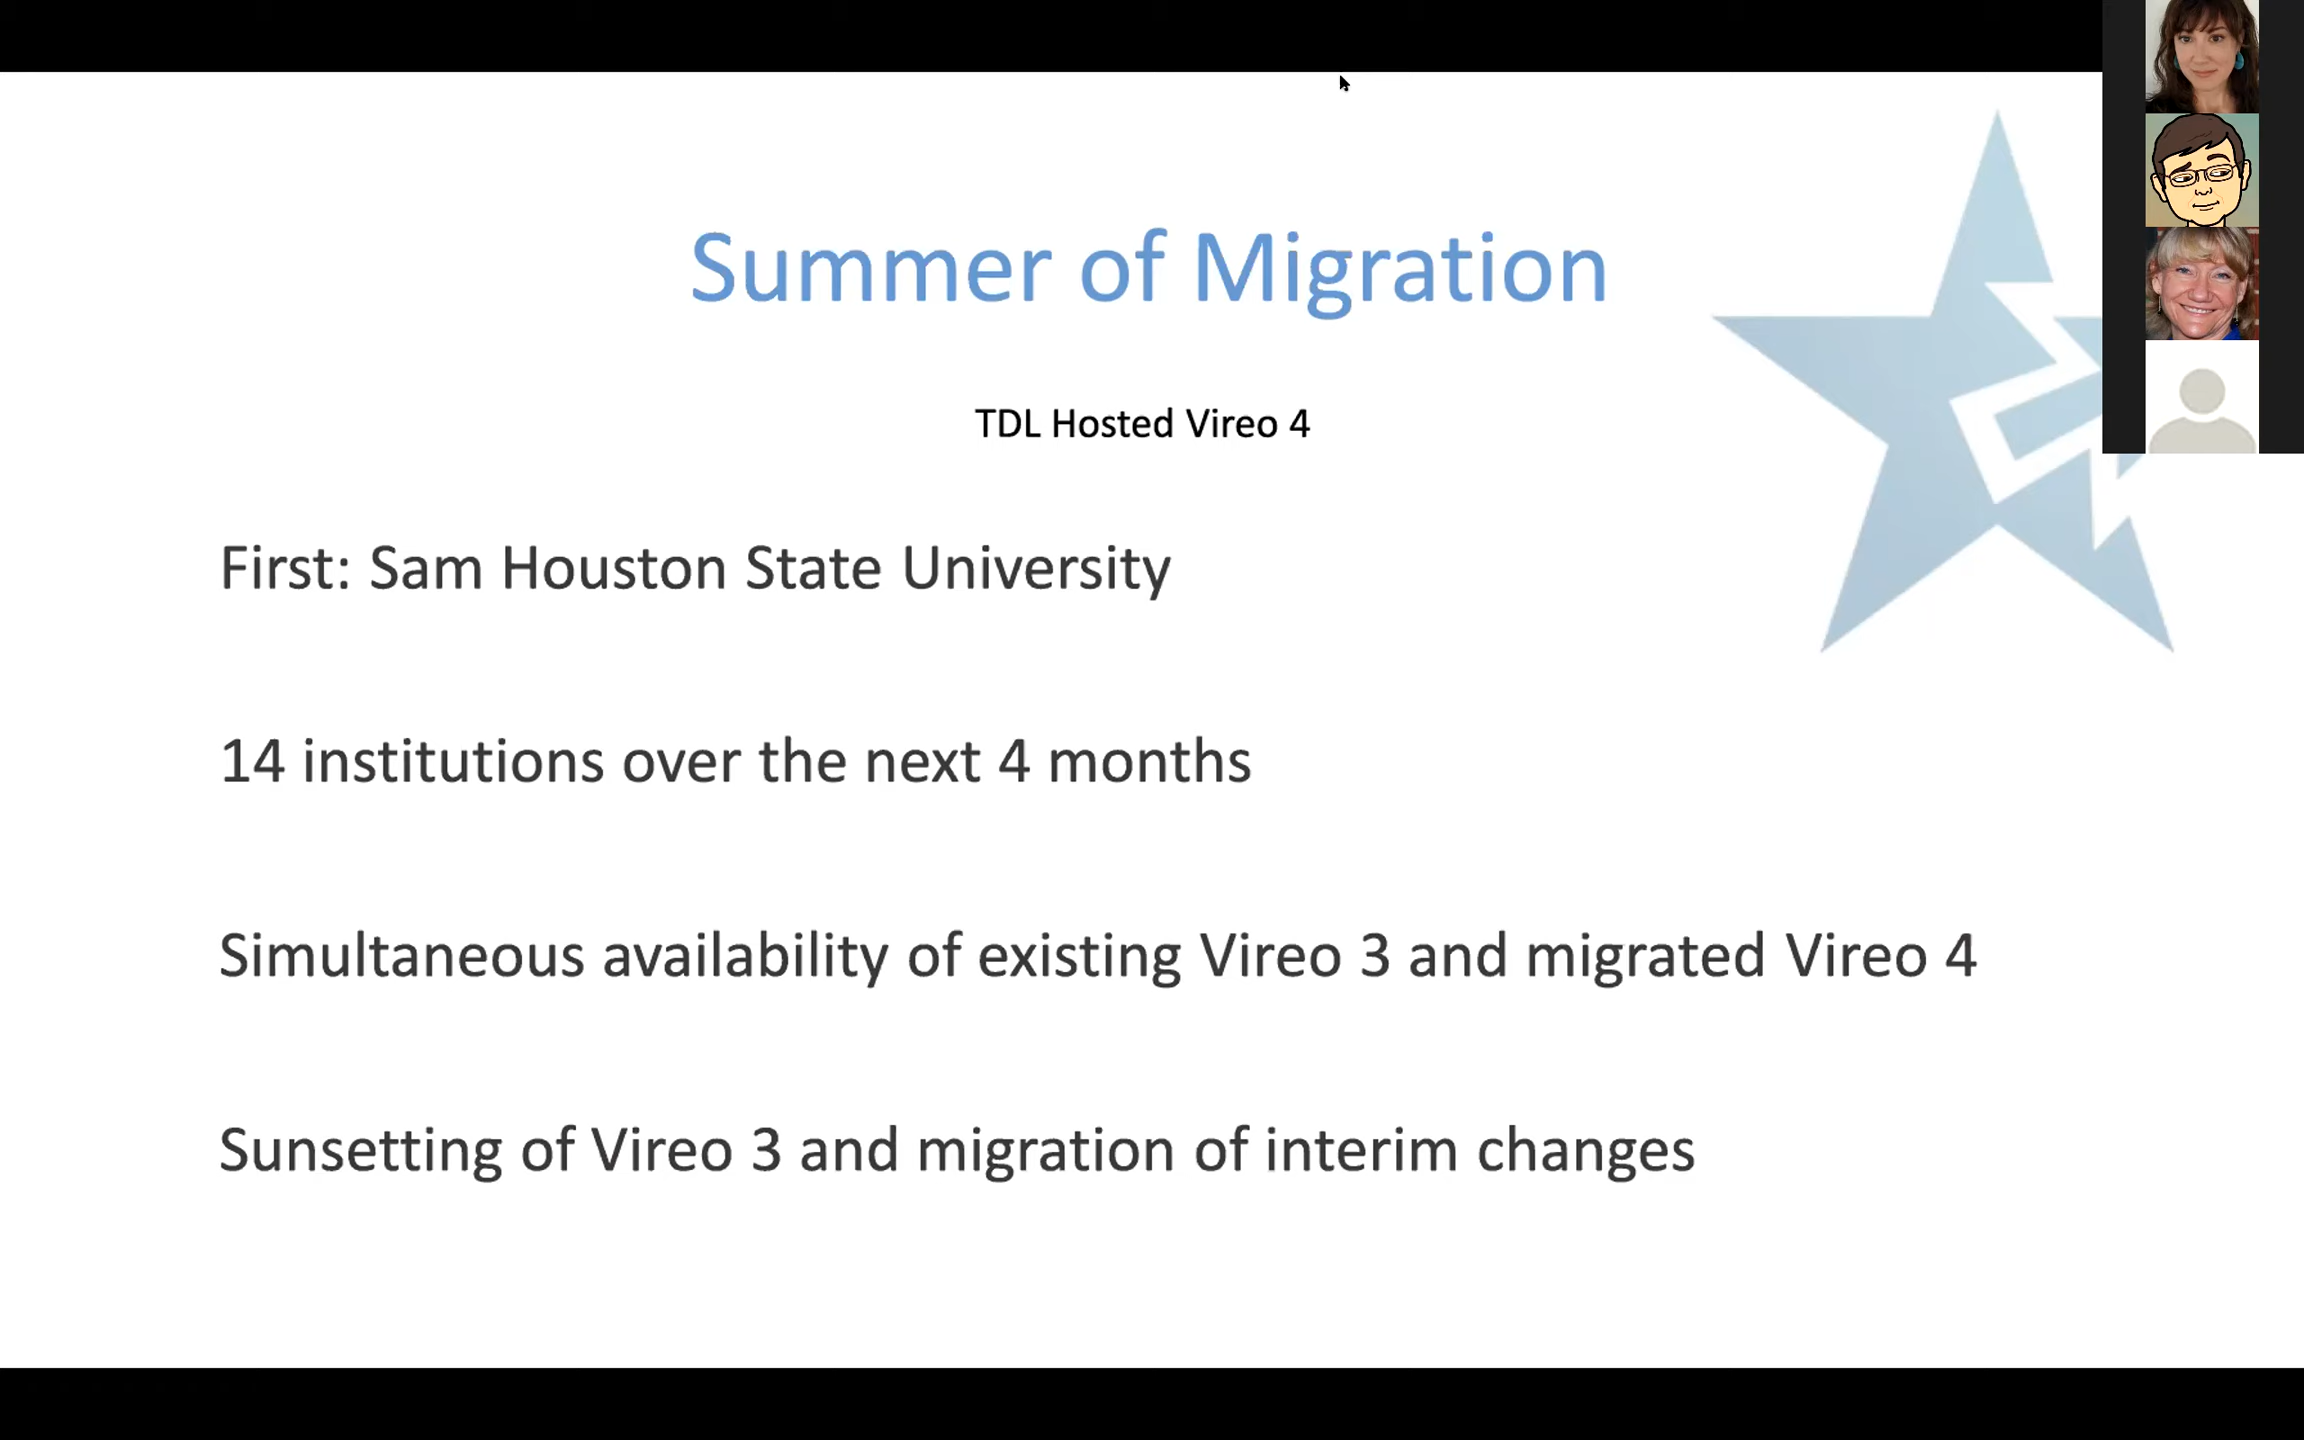 Summer of Migration
TDL Hosted Vireo 4
First: Sam Houston State University
14 institutions over the next 4 months
Simultaneous availability of existing Vireo 3 and migrated Vireo 4
Sunsetting of Vireo 3 and migration of interim changes